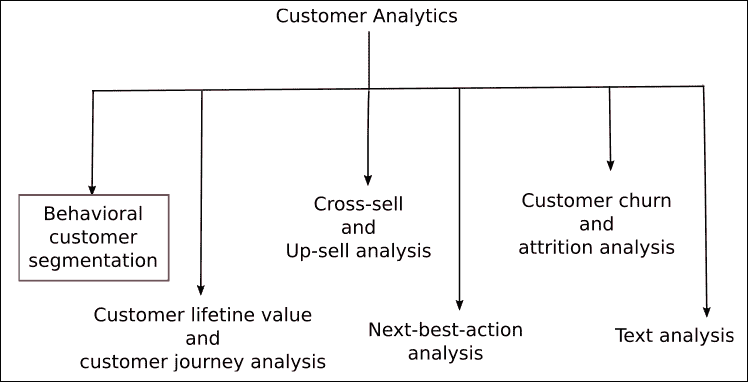 Customer Analytics
Behavioral
customer
segmentation
Customer lifetine value
and
customer journey analysis
Cross-sell
and
Up-sell analysis
Next-best-action
analysis
Customer churn
and
attrition analysis
Text analysis